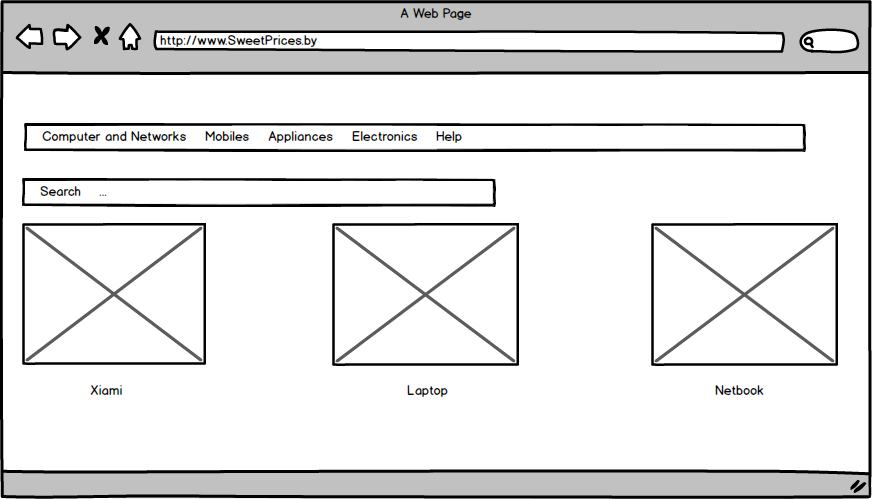 A Web Page
http://www.SweetPrices.by
Computer and Networks Mobiles Appliances Electronics Help
Search ...
Xiami Laptop Netbook